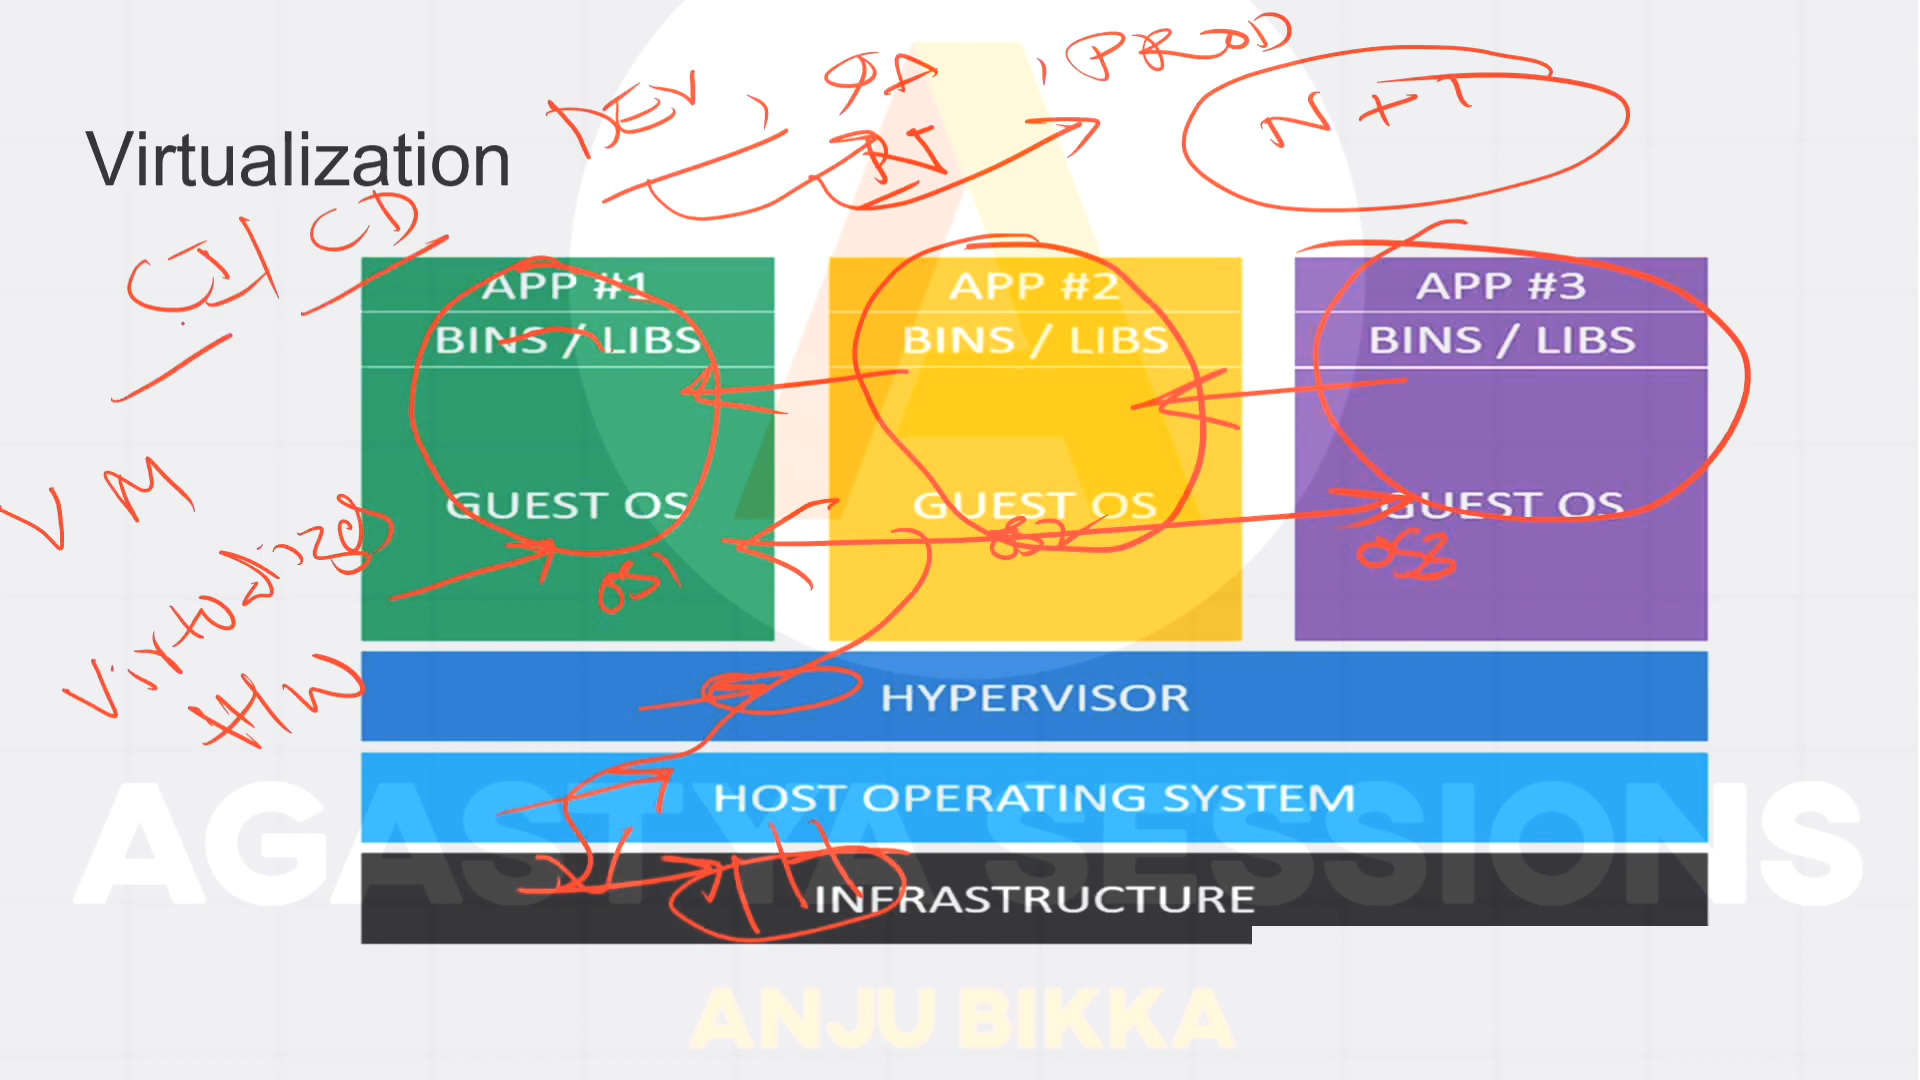 DEV, QA, PROD
Virtualization
CI/CD
APP #1 APP #2 APP #3
BINS / LIBS BINS / LIBS BINS / LIBS
VM
GUEST OS GUEST OS GUEST OS
OS1 OS2 OS3
H/W
HYPERVISOR
HOST OPERATING SYSTEM
AGASTYA SESSIONS
INFRASTRUCTURE
ANJU BIKKA